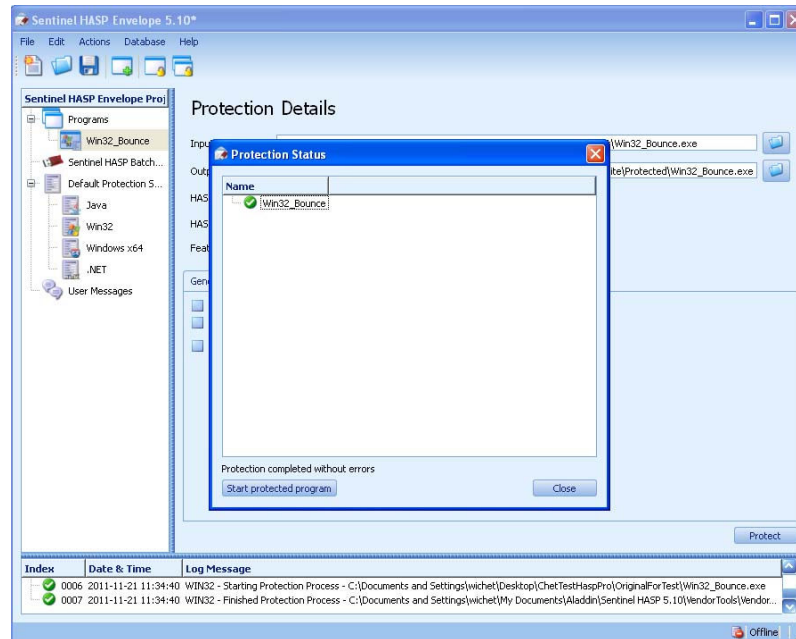 Sentinel HASP Envelope 5.10*
File Edit Actions Database Help
Sentinel HASP Envelope Proj
Programs
Win32_Bounce
Sentinel HASP Batch...
Default Protection S...
Java
Win32
Windows x64
.NET
User Messages
Protection Details
Inpu
\Win32_Bounce.exe
Outp
ite\Protected\Win32_Bounce.exe
HAS
HAS
Feat
Gene
Protection Status
Name
Win32_Bounce
Protection completed without errors
Start protected program
Close
Protect
Index Date & Time Log Message
0006 2011-11-21 11:34:40 WIN32 - Starting Protection Process - C:\Documents and Settings\wichet\Desktop\ChetTestHaspPro\OriginalForTest\Win32_Bounce.exe
0007 2011-11-21 11:34:40 WIN32 - Finished Protection Process - C:\Documents and Settings\wichet\My Documents\Aladdin\Sentinel HASP 5.10\VendorTools\Vendor...
Offline